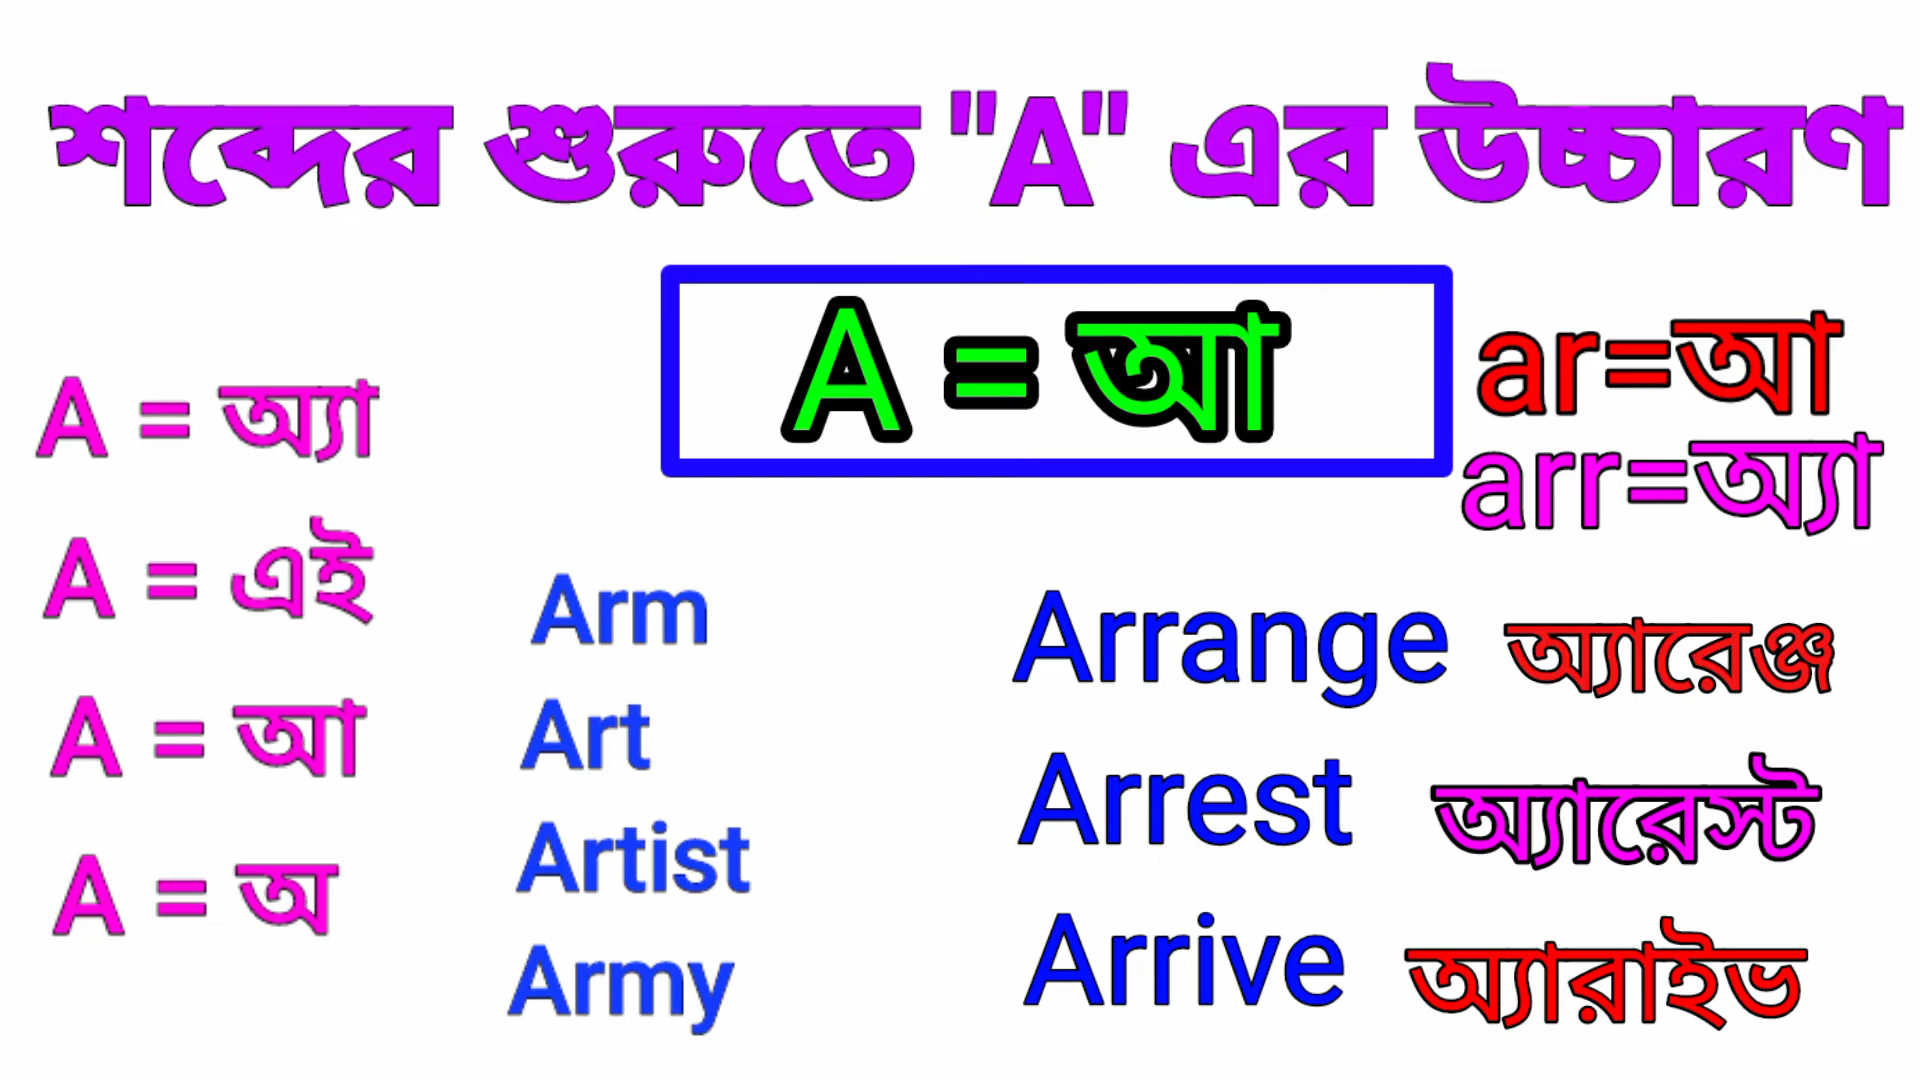 শব্দের শুরুতে "A" এর উচ্চারণ
A = আ
ar=আ
arr=অ্যা
A = অ্যা
A = এই
A = আ
A = অ
Arm
Art
Artist
Army
Arrange অ্যারেঞ্জ
Arrest অ্যারেস্ট
Arrive অ্যারাইভ